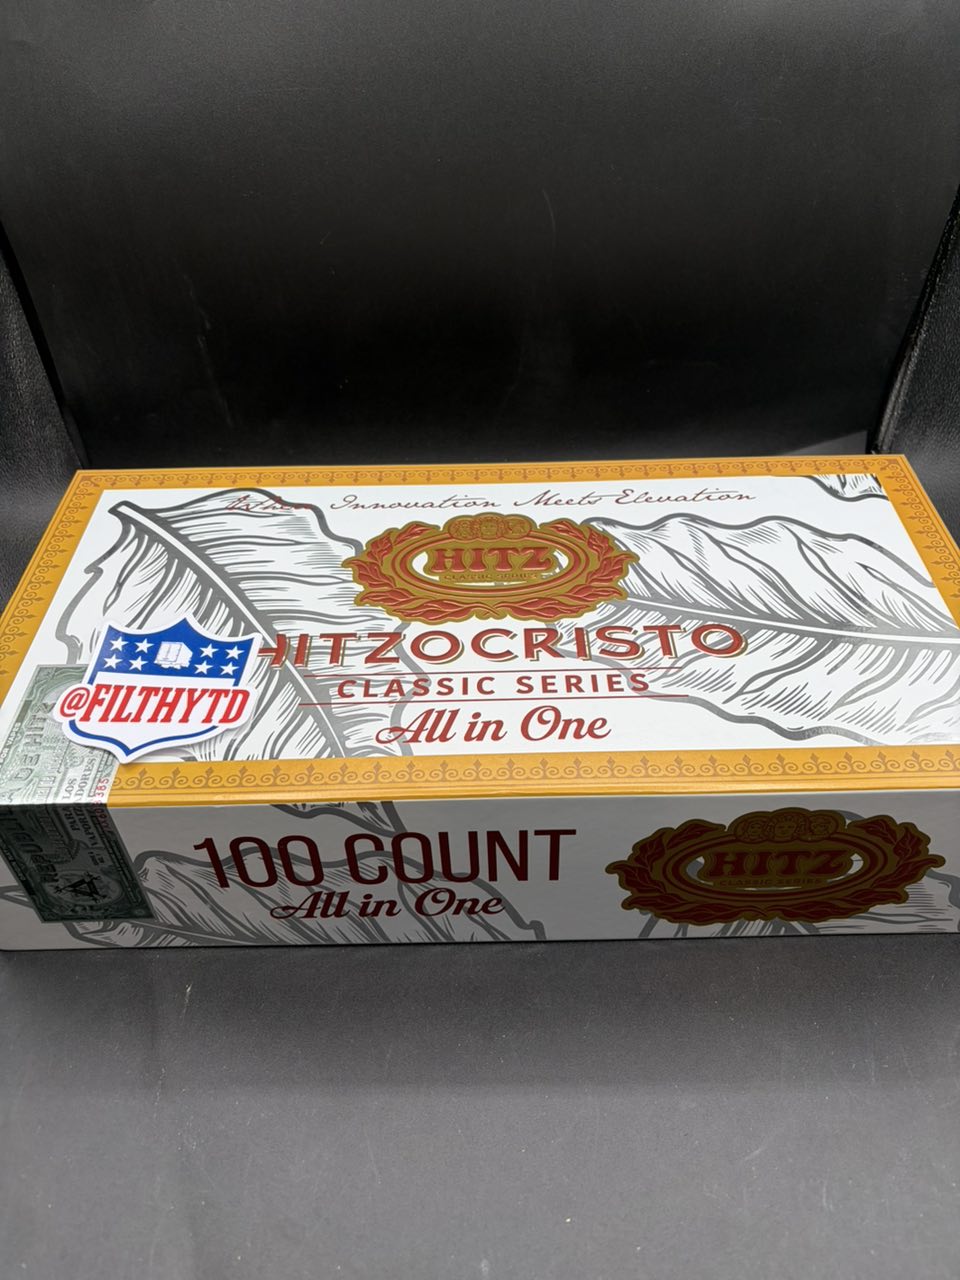 Innovation Meets Elevation
HITZ
CLASSIC SERIES
HITZOCRISTO
CLASSIC SERIES
All in One
@FILTHYTD
100 COUNT
All in One
HITZ
CLASSIC SERIES